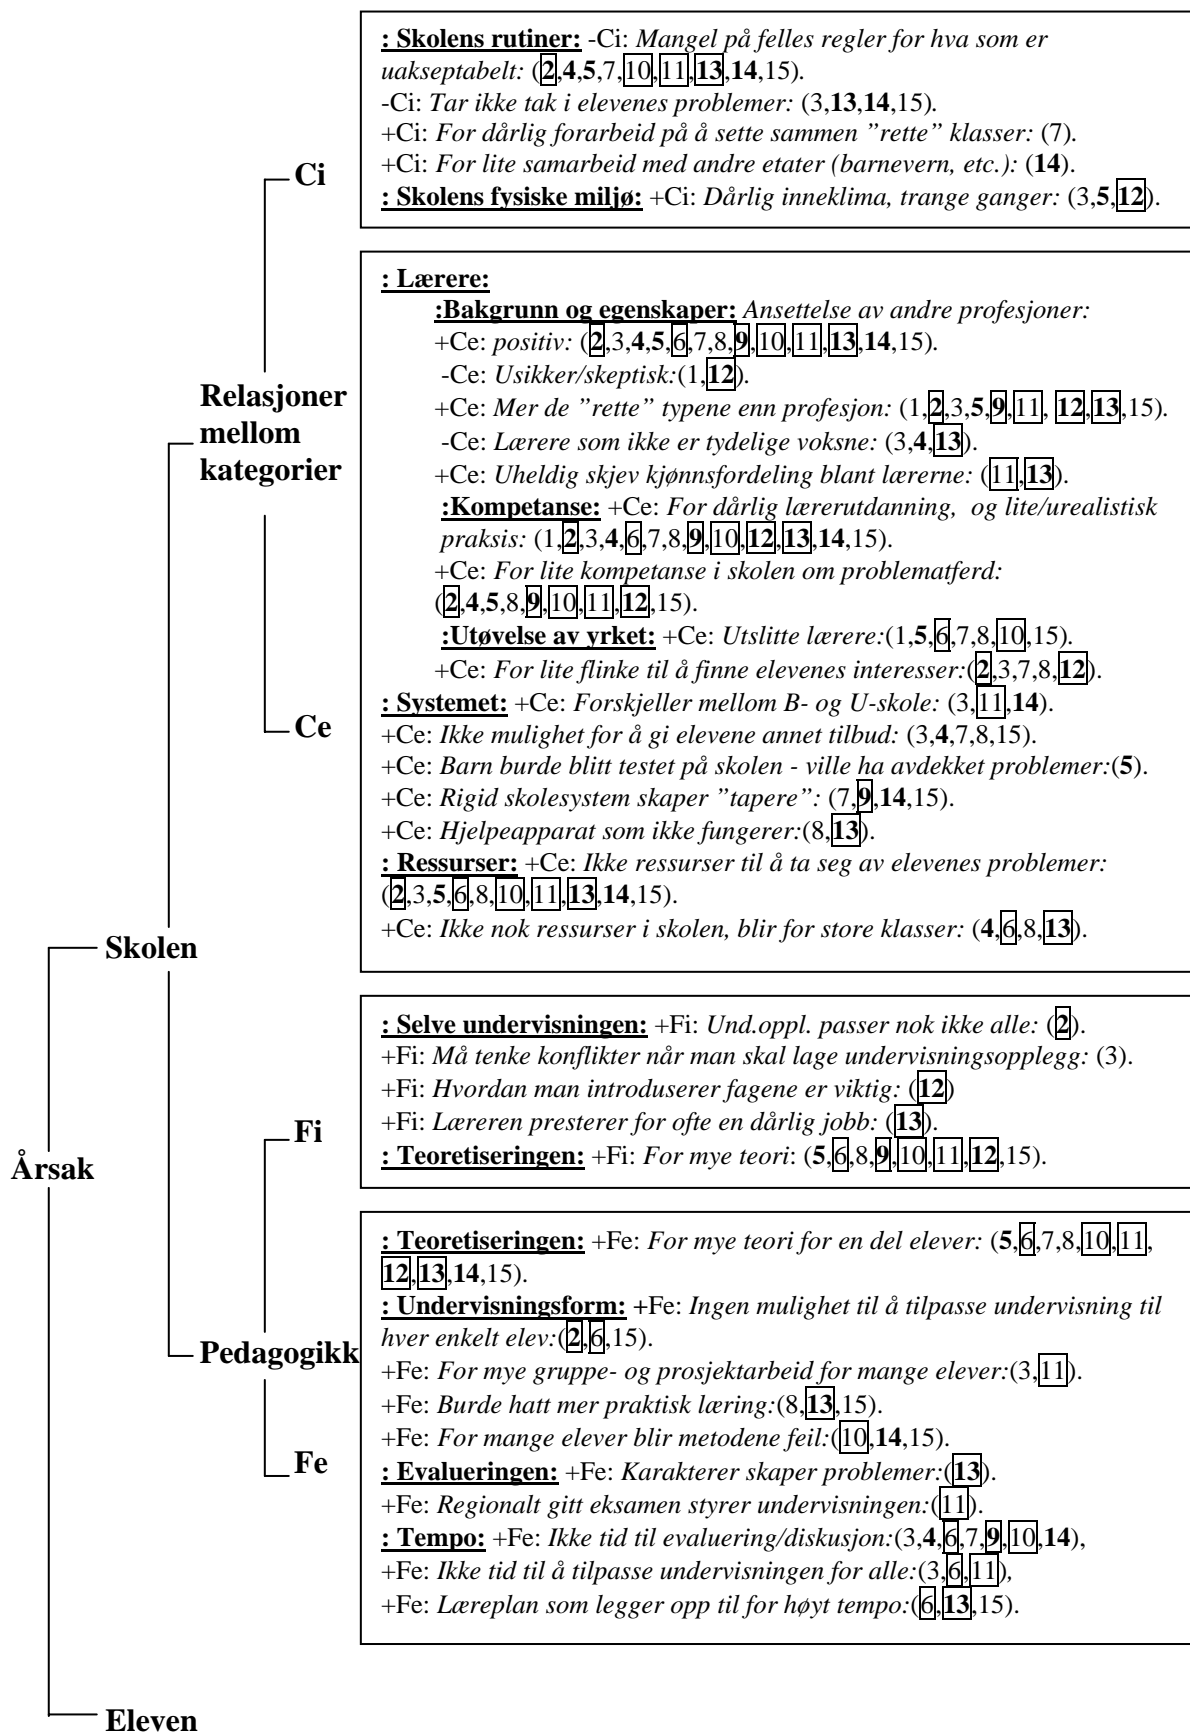 : Skolens rutiner: -Ci: Mangel på felles regler for hva som er
uakseptabelt: (2,4,5,7,10,11,13,14,15).
-Ci: Tar ikke tak i elevenes problemer: (3,13,14,15).
+Ci: For dårlig forarbeid på å sette sammen ”rette” klasser: (7).
+Ci: For lite samarbeid med andre etater (barnevern, etc.): (14).
: Skolens fysiske miljø: +Ci: Dårlig inneklima, trange ganger: (3,5,12).
Ci
: Lærere:
:Bakgrunn og egenskaper: Ansettelse av andre profesjoner:
+Ce: positiv: (2,3,4,5,6,7,8,9,10,11,13,14,15).
-Ce: Usikker/skeptisk:(1,12).
+Ce: Mer de ”rette” typene enn profesjon: (1,2,3,5,9,11, 12,13,15).
-Ce: Lærere som ikke er tydelige voksne: (3,4,13).
+Ce: Uheldig skjev kjønnsfordeling blant lærerne: (11,13).
:Kompetanse: +Ce: For dårlig lærerutdanning, og lite/urealistisk
praksis: (1,2,3,4,6,7,8,9,10,12,13,14,15).
+Ce: For lite kompetanse i skolen om problematferd:
(2,4,5,8,9,10,11,12,15).
:Utøvelse av yrket: +Ce: Utslitte lærere:(1,5,6,7,8,10,15).
+Ce: For lite flinke til å finne elevenes interesser:(2,3,7,8,12).
: Systemet: +Ce: Forskjeller mellom B- og U-skole: (3,11,14).
+Ce: Ikke mulighet for å gi elevene annet tilbud: (3,4,7,8,15).
+Ce: Barn burde blitt testet på skolen - ville ha avdekket problemer:(5).
+Ce: Rigid skolesystem skaper ”tapere”: (7,9,14,15).
+Ce: Hjelpeapparat som ikke fungerer:(8,13).
: Ressurser: +Ce: Ikke ressurser til å ta seg av elevenes problemer:
(2,3,5,6,8,10,11,13,14,15).
+Ce: Ikke nok ressurser i skolen, blir for store klasser: (4,6,8,13).
Relasjoner
mellom
kategorier
Ce
Skolen
: Selve undervisningen: +Fi: Und.oppl. passer nok ikke alle: (2).
+Fi: Må tenke konflikter når man skal lage undervisningsopplegg: (3).
+Fi: Hvordan man introduserer fagene er viktig: (12)
+Fi: Læreren presterer for ofte en dårlig jobb: (13).
: Teoretiseringen: +Fi: For mye teori: (5,6,8,9,10,11,12,15).
Fi
Årsak
: Teoretiseringen: +Fe: For mye teori for en del elever: (5,6,7,8,10,11,
12,13,14,15).
: Undervisningsform: +Fe: Ingen mulighet til å tilpasse undervisning til
hver enkelt elev:(2,6,15).
+Fe: For mye gruppe- og prosjektarbeid for mange elever:(3,11).
+Fe: Burde hatt mer praktisk læring:(8,13,15).
+Fe: For mange elever blir metodene feil:(10,14,15).
: Evalueringen: +Fe: Karakterer skaper problemer:(13).
+Fe: Regionalt gitt eksamen styrer undervisningen:(11).
: Tempo: +Fe: Ikke tid til evaluering/diskusjon:(3,4,6,7,9,10,14),
+Fe: Ikke tid til å tilpasse undervisningen for alle:(3,6,11),
+Fe: Læreplan som legger opp til for høyt tempo:(6,13,15).
Pedagogikk
Fe
Eleven